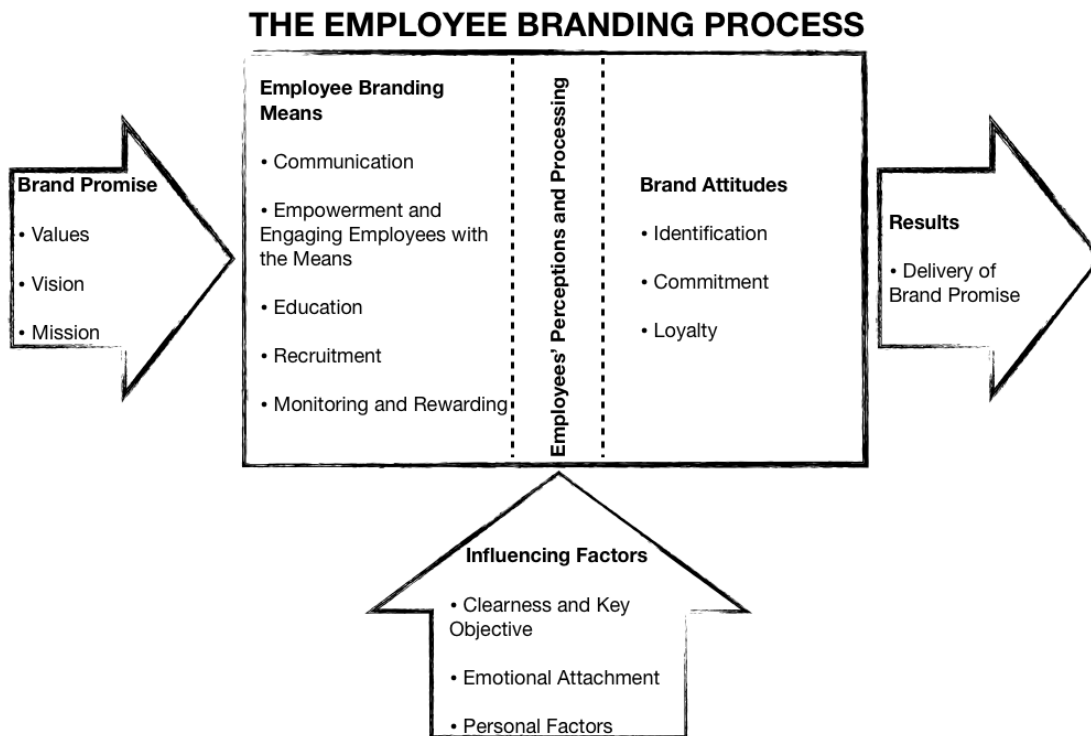 THE EMPLOYEE BRANDING PROCESS
Brand Promise
• Values
• Vision
• Mission
Employee Branding
Means
• Communication
• Empowerment and
Engaging Employees with
the Means
• Education
• Recruitment
• Monitoring and Rewarding
Employees’ Perceptions and Processing
Brand Attitudes
• Identification
• Commitment
• Loyalty
Results
• Delivery of
Brand Promise
Influencing Factors
• Clearness and Key
Objective
• Emotional Attachment
• Personal Factors